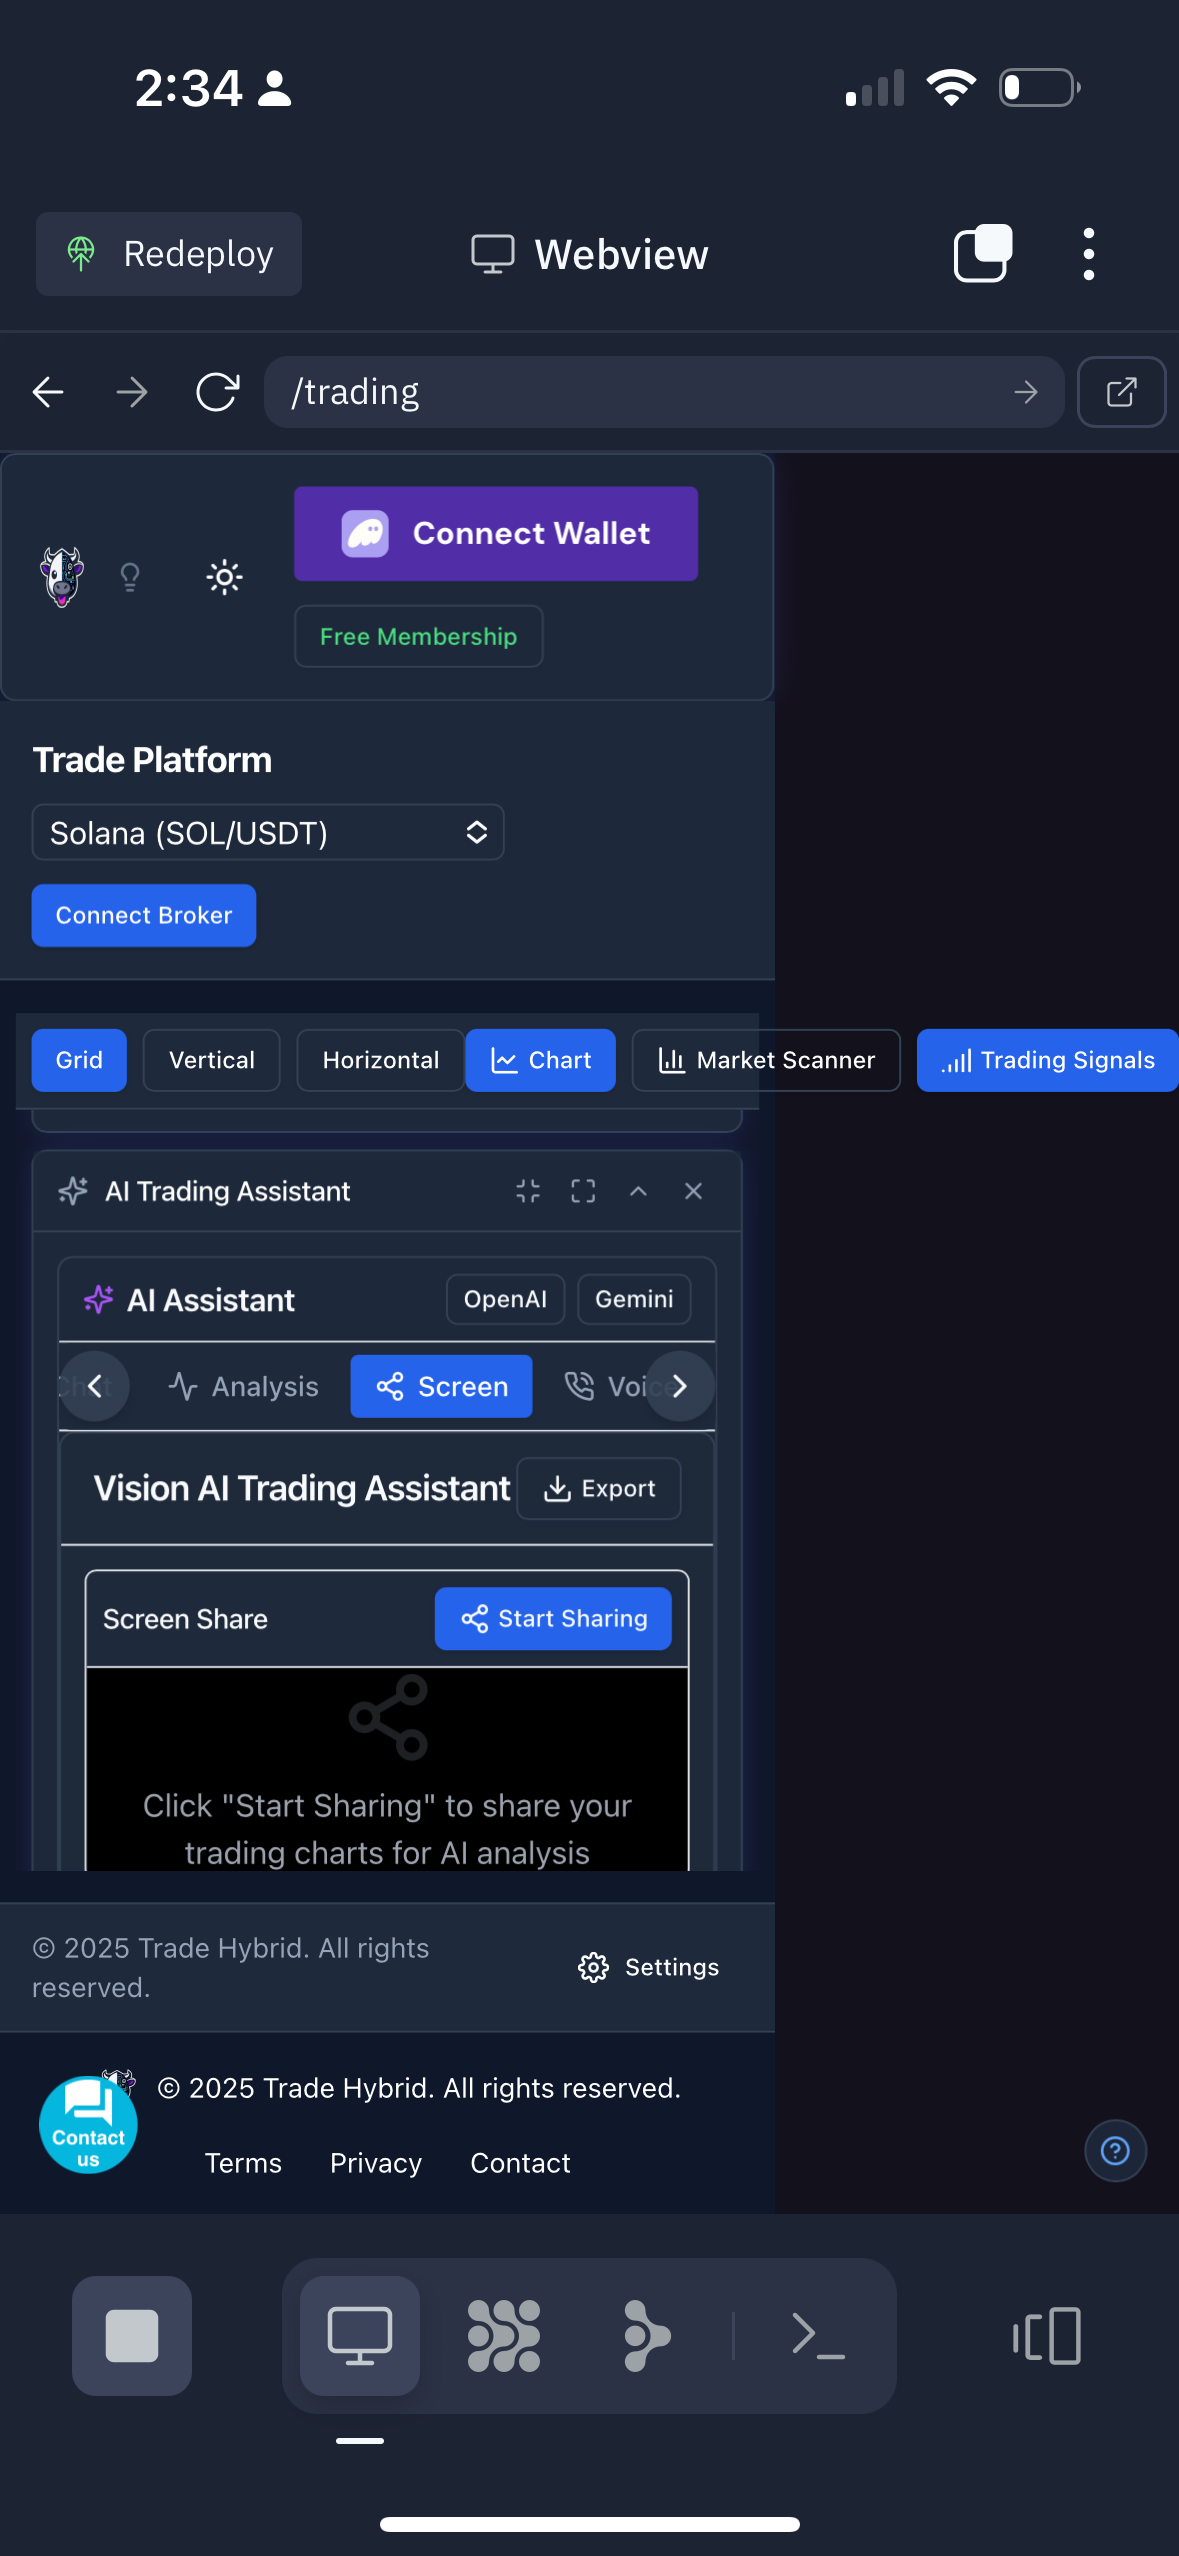 2:34
Redeploy
Webview
/trading
Connect Wallet
Free Membership
Trade Platform
Solana (SOL/USDT)
Connect Broker
Grid Vertical Horizontal Chart Market Scanner Trading Signals
AI Trading Assistant
AI Assistant OpenAI Gemini
Chat Analysis Screen Voice
Vision AI Trading Assistant Export
Screen Share Start Sharing
Click "Start Sharing" to share your
trading charts for AI analysis
© 2025 Trade Hybrid. All rights
reserved.
Settings
© 2025 Trade Hybrid. All rights reserved.
Contact
us
Terms Privacy Contact